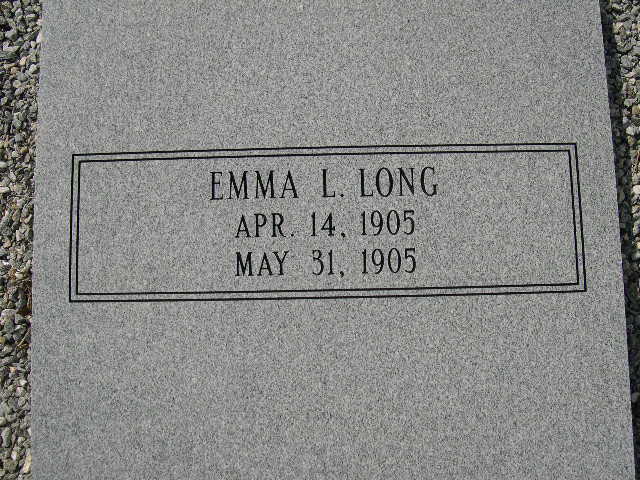 EMMA L. LONG
APR. 14, 1905
MAY 31, 1905